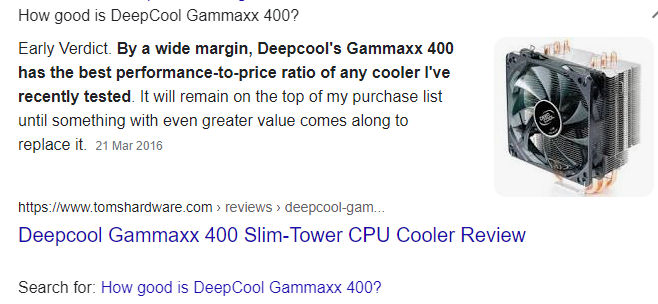 How good is DeepCool Gammaxx 400?
Early Verdict. By a wide margin, Deepcool's Gammaxx 400
has the best performance-to-price ratio of any cooler I've
recently tested. It will remain on the top of my purchase list
until something with even greater value comes along to
replace it. 21 Mar 2016
https://www.tomshardware.com › reviews › deepcool-gam...
Deepcool Gammaxx 400 Slim-Tower CPU Cooler Review
Search for: How good is DeepCool Gammaxx 400?